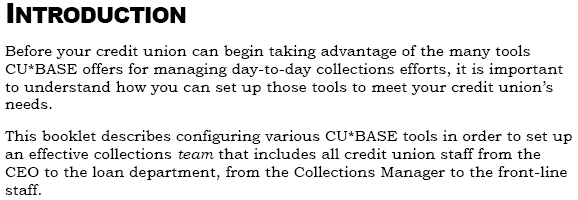 INTRODUCTION
Before your credit union can begin taking advantage of the many tools
CU*BASE offers for managing day-to-day collections efforts, it is important
to understand how you can set up those tools to meet your credit union's
needs.
This booklet describes configuring various CU*BASE tools in order to set up
an effective collections team that includes all credit union staff from the
CEO to the loan department, from the Collections Manager to the front-line
staff.